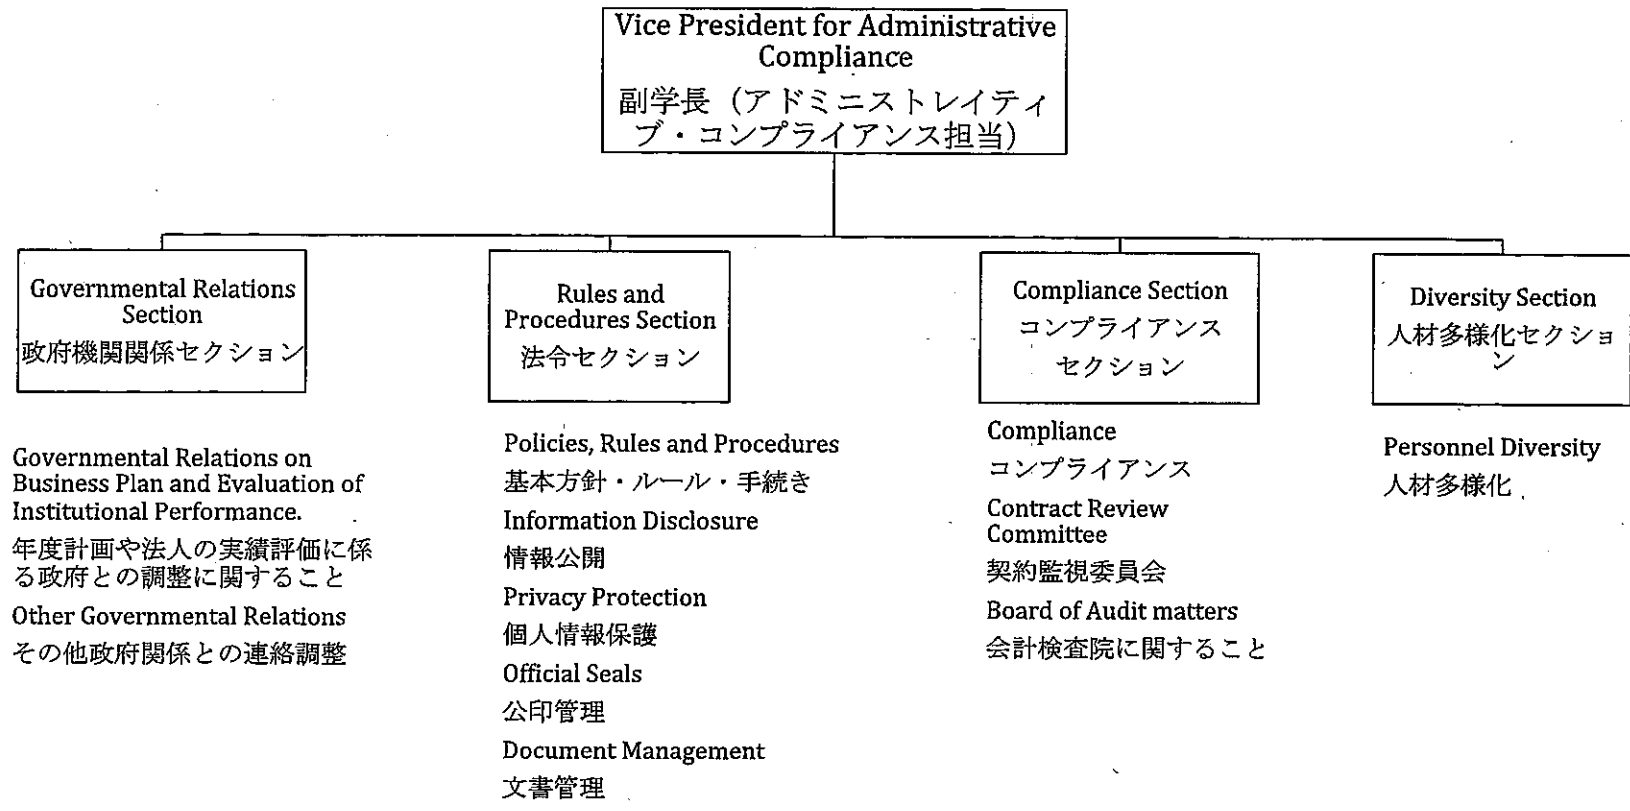 Vice President for Administrative
Compliance
副学長（アドミニストレイティ
ブ・コンプライアンス担当）
Governmental Relations
Section
政府機関関係セクション
Rules and
Procedures Section
法令セクション
Compliance Section
コンプライアンス
セクション
Diversity Section
人材多様化セクショ
ン
Governmental Relations on
Business Plan and Evaluation of
Institutional Performance.
年度計画や法人の実績評価に係
る政府との調整に関すること
Other Governmental Relations
その他政府関係との連絡調整
Policies, Rules and Procedures
基本方針・ルール・手続き
Information Disclosure
情報公開
Privacy Protection
個人情報保護
Official Seals
公印管理
Document Management
文書管理
Compliance
コンプライアンス
Contract Review
Committee
契約監視委員会
Board of Audit matters
会計検査院に関すること
Personnel Diversity
人材多様化